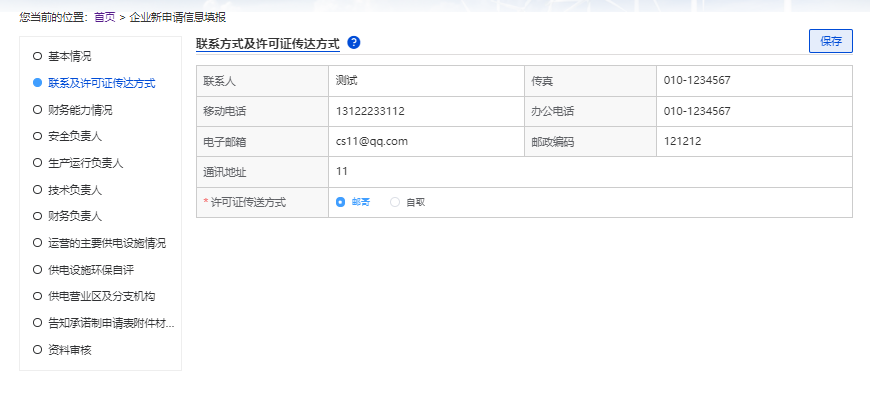 您当前的位置：首页 > 企业新申请信息填报
基本情况
联系及许可证传达方式
财务能力情况
安全负责人
生产运行负责人
技术负责人
财务负责人
运营的主要供电设施情况
供电设施环保自评
供电营业区及分支机构
告知承诺制申请表附件材...
资料审核
联系方式及许可证传达方式 ?
保存
联系人 测试 传真 010-1234567
移动电话 13122233112 办公电话 010-1234567
电子邮箱 cs11@qq.com 邮政编码 121212
通讯地址 11
* 许可证传送方式 邮寄 自取